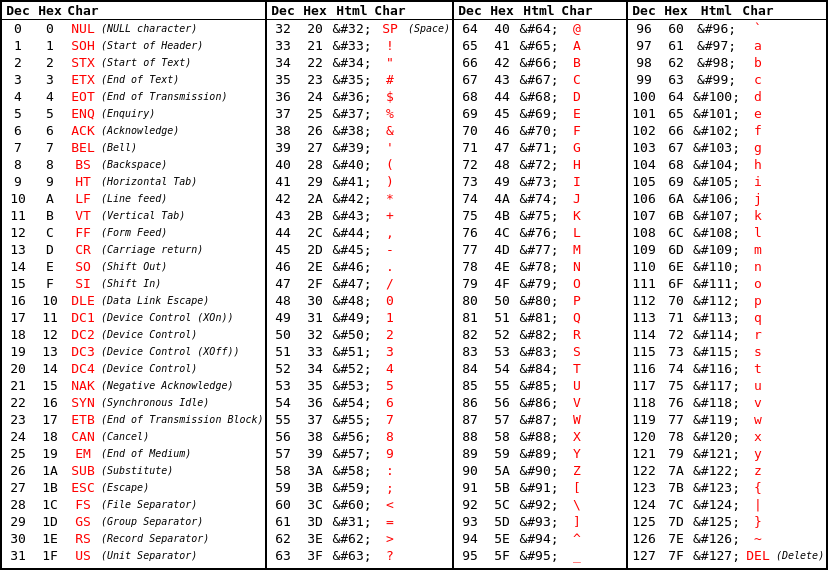 Dec Hex Char Dec Hex Html Char Dec Hex Html Char Dec Hex Html Char
0 0 NUL (NULL character) 32 20 &#32; SP (Space) 64 40 &#64; @ 96 60 &#96; `
1 1 SOH (Start of Header) 33 21 &#33; ! 65 41 &#65; A 97 61 &#97; a
2 2 STX (Start of Text) 34 22 &#34; " 66 42 &#66; B 98 62 &#98; b
3 3 ETX (End of Text) 35 23 &#35; # 67 43 &#67; C 99 63 &#99; c
4 4 EOT (End of Transmission) 36 24 &#36; $ 68 44 &#68; D 100 64 &#100; d
5 5 ENQ (Enquiry) 37 25 &#37; % 69 45 &#69; E 101 65 &#101; e
6 6 ACK (Acknowledge) 38 26 &#38; & 70 46 &#70; F 102 66 &#102; f
7 7 BEL (Bell) 39 27 &#39; ' 71 47 &#71; G 103 67 &#103; g
8 8 BS (Backspace) 40 28 &#40; ( 72 48 &#72; H 104 68 &#104; h
9 9 HT (Horizontal Tab) 41 29 &#41; ) 73 49 &#73; I 105 69 &#105; i
10 A LF (Line feed) 42 2A &#42; * 74 4A &#74; J 106 6A &#106; j
11 B VT (Vertical Tab) 43 2B &#43; + 75 4B &#75; K 107 6B &#107; k
12 C FF (Form Feed) 44 2C &#44; , 76 4C &#76; L 108 6C &#108; l
13 D CR (Carriage return) 45 2D &#45; - 77 4D &#77; M 109 6D &#109; m
14 E SO (Shift Out) 46 2E &#46; . 78 4E &#78; N 110 6E &#110; n
15 F SI (Shift In) 47 2F &#47; / 79 4F &#79; O 111 6F &#111; o
16 10 DLE (Data Link Escape) 48 30 &#48; 0 80 50 &#80; P 112 70 &#112; p
17 11 DC1 (Device Control (XOn)) 49 31 &#49; 1 81 51 &#81; Q 113 71 &#113; q
18 12 DC2 (Device Control) 50 32 &#50; 2 82 52 &#82; R 114 72 &#114; r
19 13 DC3 (Device Control (XOff)) 51 33 &#51; 3 83 53 &#83; S 115 73 &#115; s
20 14 DC4 (Device Control) 52 34 &#52; 4 84 54 &#84; T 116 74 &#116; t
21 15 NAK (Negative Acknowledge) 53 35 &#53; 5 85 55 &#85; U 117 75 &#117; u
22 16 SYN (Synchronous Idle) 54 36 &#54; 6 86 56 &#86; V 118 76 &#118; v
23 17 ETB (End of Transmission Block) 55 37 &#55; 7 87 57 &#87; W 119 77 &#119; w
24 18 CAN (Cancel) 56 38 &#56; 8 88 58 &#88; X 120 78 &#120; x
25 19 EM (End of Medium) 57 39 &#57; 9 89 59 &#89; Y 121 79 &#121; y
26 1A SUB (Substitute) 58 3A &#58; : 90 5A &#90; Z 122 7A &#122; z
27 1B ESC (Escape) 59 3B &#59; ; 91 5B &#91; [ 123 7B &#123; {
28 1C FS (File Separator) 60 3C &#60; < 92 5C &#92; \ 124 7C &#124; |
29 1D GS (Group Separator) 61 3D &#31; = 93 5D &#93; ] 125 7D &#125; }
30 1E RS (Record Separator) 62 3E &#62; > 94 5E &#94; ^ 126 7E &#126; ~
31 1F US (Unit Separator) 63 3F &#63; ? 95 5F &#95; _ 127 7F &#127; DEL (Delete)